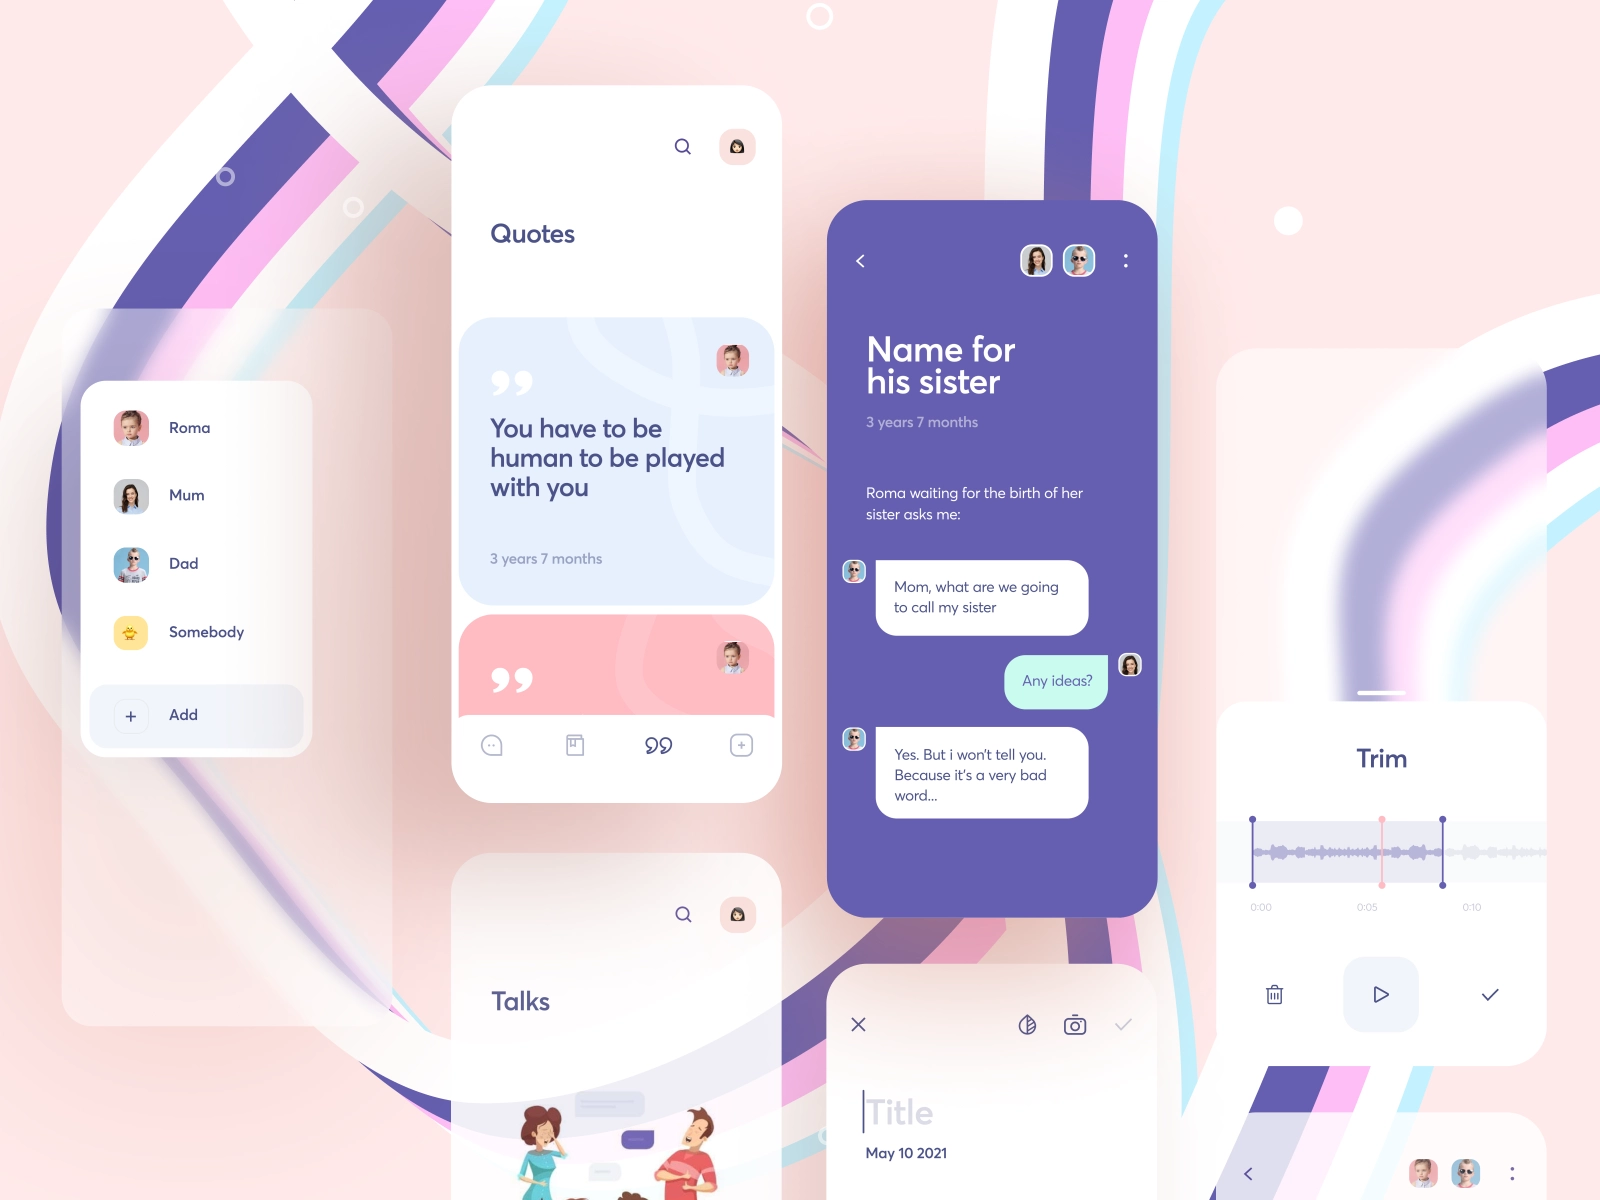 Roma
Mum
Dad
Somebody
Add
Quotes
You have to be
human to be played
with you
3 years 7 months
Talks
Name for
his sister
3 years 7 months
Roma waiting for the birth of her
sister asks me:
Mom, what are we going
to call my sister
Any ideas?
Yes. But i won't tell you.
Because it's a very bad
word...
Title
May 10 2021
Trim
0:00
0:05
0:10